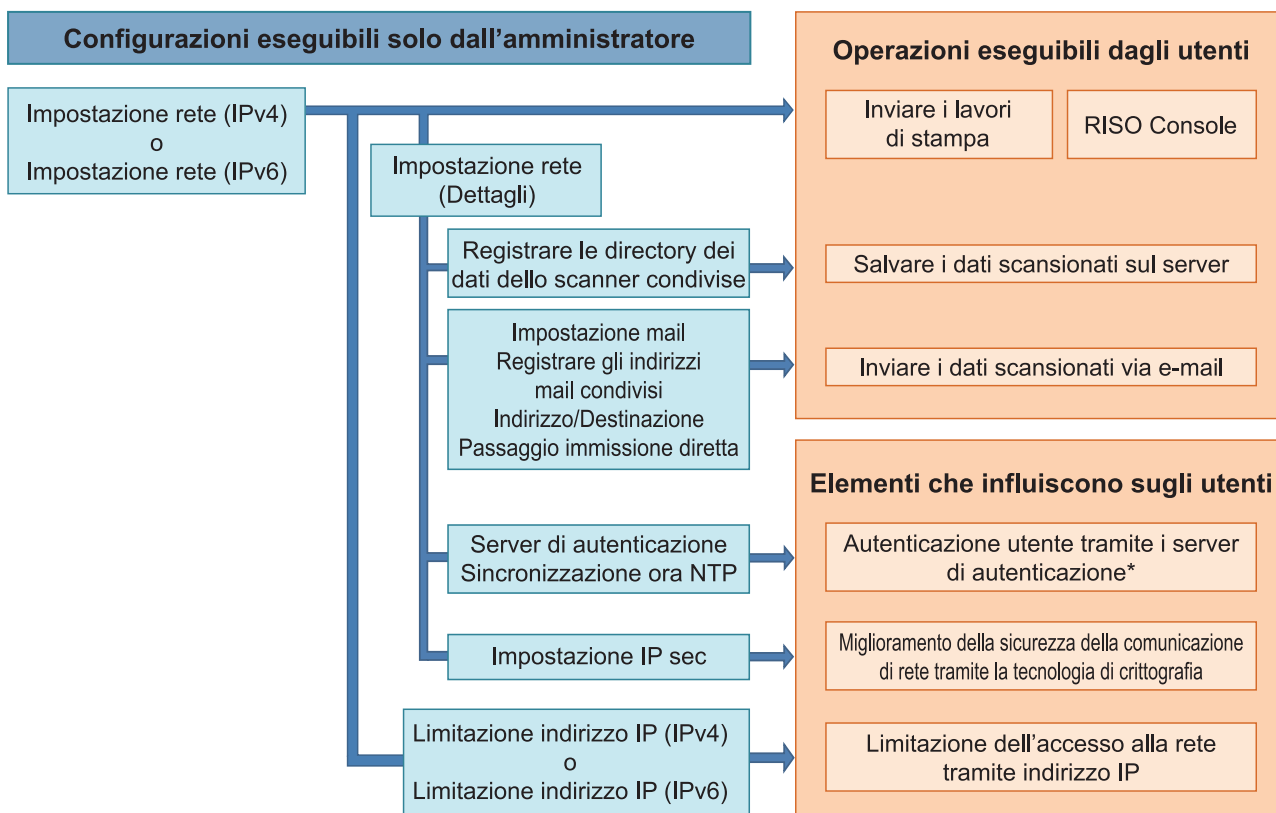 Configurazioni eseguibili solo dall'amministratore
Impostazione rete (IPv4)
o
Impostazione rete (IPv6)
Impostazione rete
(Dettagli)
Registrare le directory dei
dati dello scanner condivise
Impostazione mail
Registrare gli indirizzi
mail condivisi
Indirizzo/Destinazione
Passaggio immissione diretta
Server di autenticazione
Sincronizzazione ora NTP
Impostazione IP sec
Limitazione indirizzo IP (IPv4)
o
Limitazione indirizzo IP (IPv6)
Operazioni eseguibili dagli utenti
Inviare i lavori
di stampa
RISO Console
Salvare i dati scansionati sul server
Inviare i dati scansionati via e-mail
Elementi che influiscono sugli utenti
Autenticazione utente tramite i server
di autenticazione*
Miglioramento della sicurezza della comunicazione
di rete tramite la tecnologia di crittografia
Limitazione dell'accesso alla rete
tramite indirizzo IP